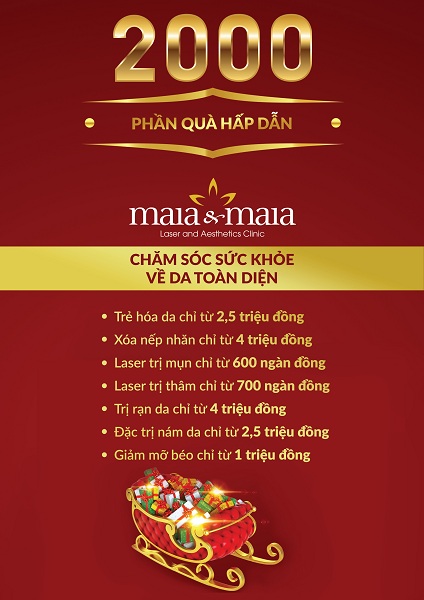 2000
PHẦN QUÀ HẤP DẪN
maia & maia
Laser and Aesthetics Clinic
CHĂM SÓC SỨC KHỎE
VỀ DA TOÀN DIỆN
• Trẻ hóa da chỉ từ 2,5 triệu đồng
• Xóa nếp nhăn chỉ từ 4 triệu đồng
• Laser trị mụn chỉ từ 600 ngàn đồng
• Laser trị thâm chỉ từ 700 ngàn đồng
• Trị rạn da chỉ từ 4 triệu đồng
• Đặc trị nám da chỉ từ 2,5 triệu đồng
• Giảm mỡ béo chỉ từ 1 triệu đồng